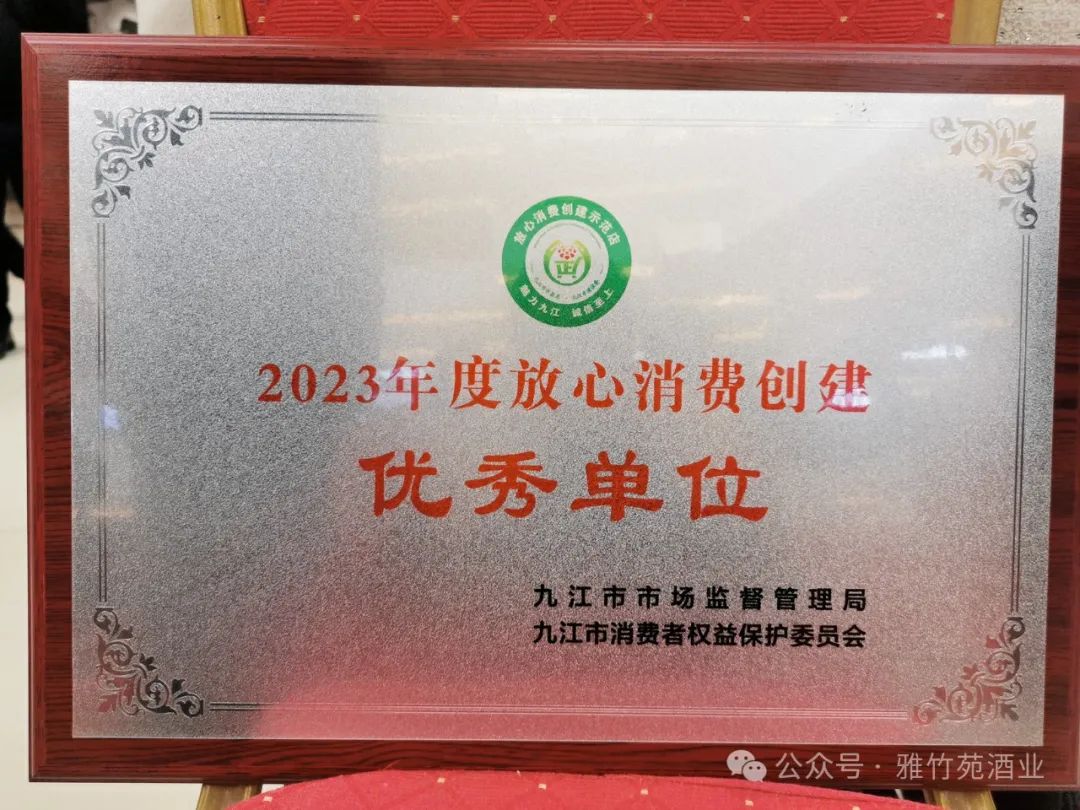 放心消费创建示范店
魅力九江 诚信至上
2023年度放心消费创建
优秀单位
九江市市场监督管理局
九江市消费者权益保护委员会
公众号·雅竹苑酒业